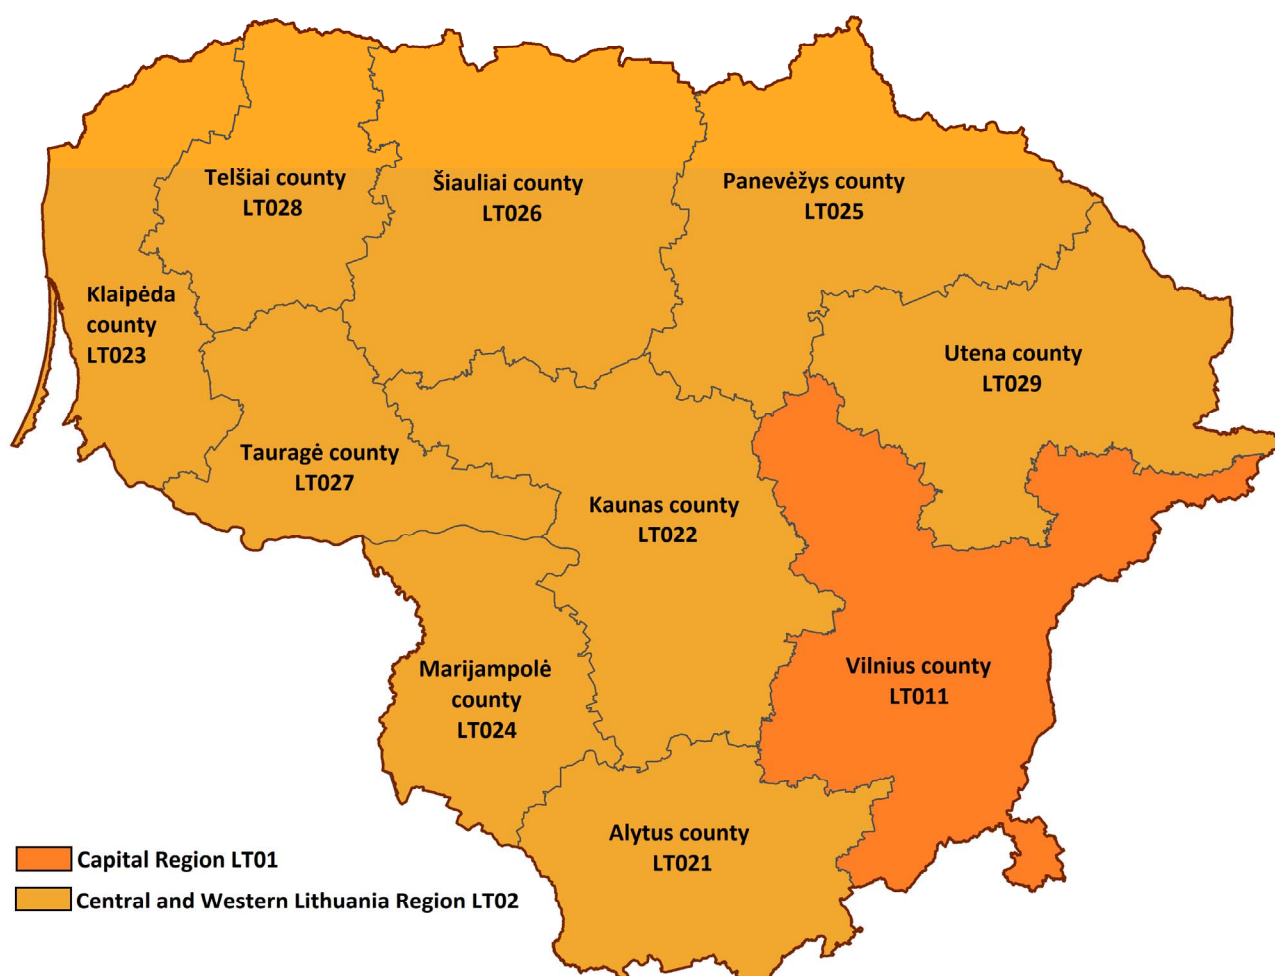 Telšiai county
LT028
Šiauliai county
LT026
Panevėžys county
LT025
Klaipėda
county
LT023
Utena county
LT029
Tauragė county
LT027
Kaunas county
LT022
Marijampolė
county
LT024
Vilnius county
LT011
Alytus county
LT021
Capital Region LT01
Central and Western Lithuania Region LT02